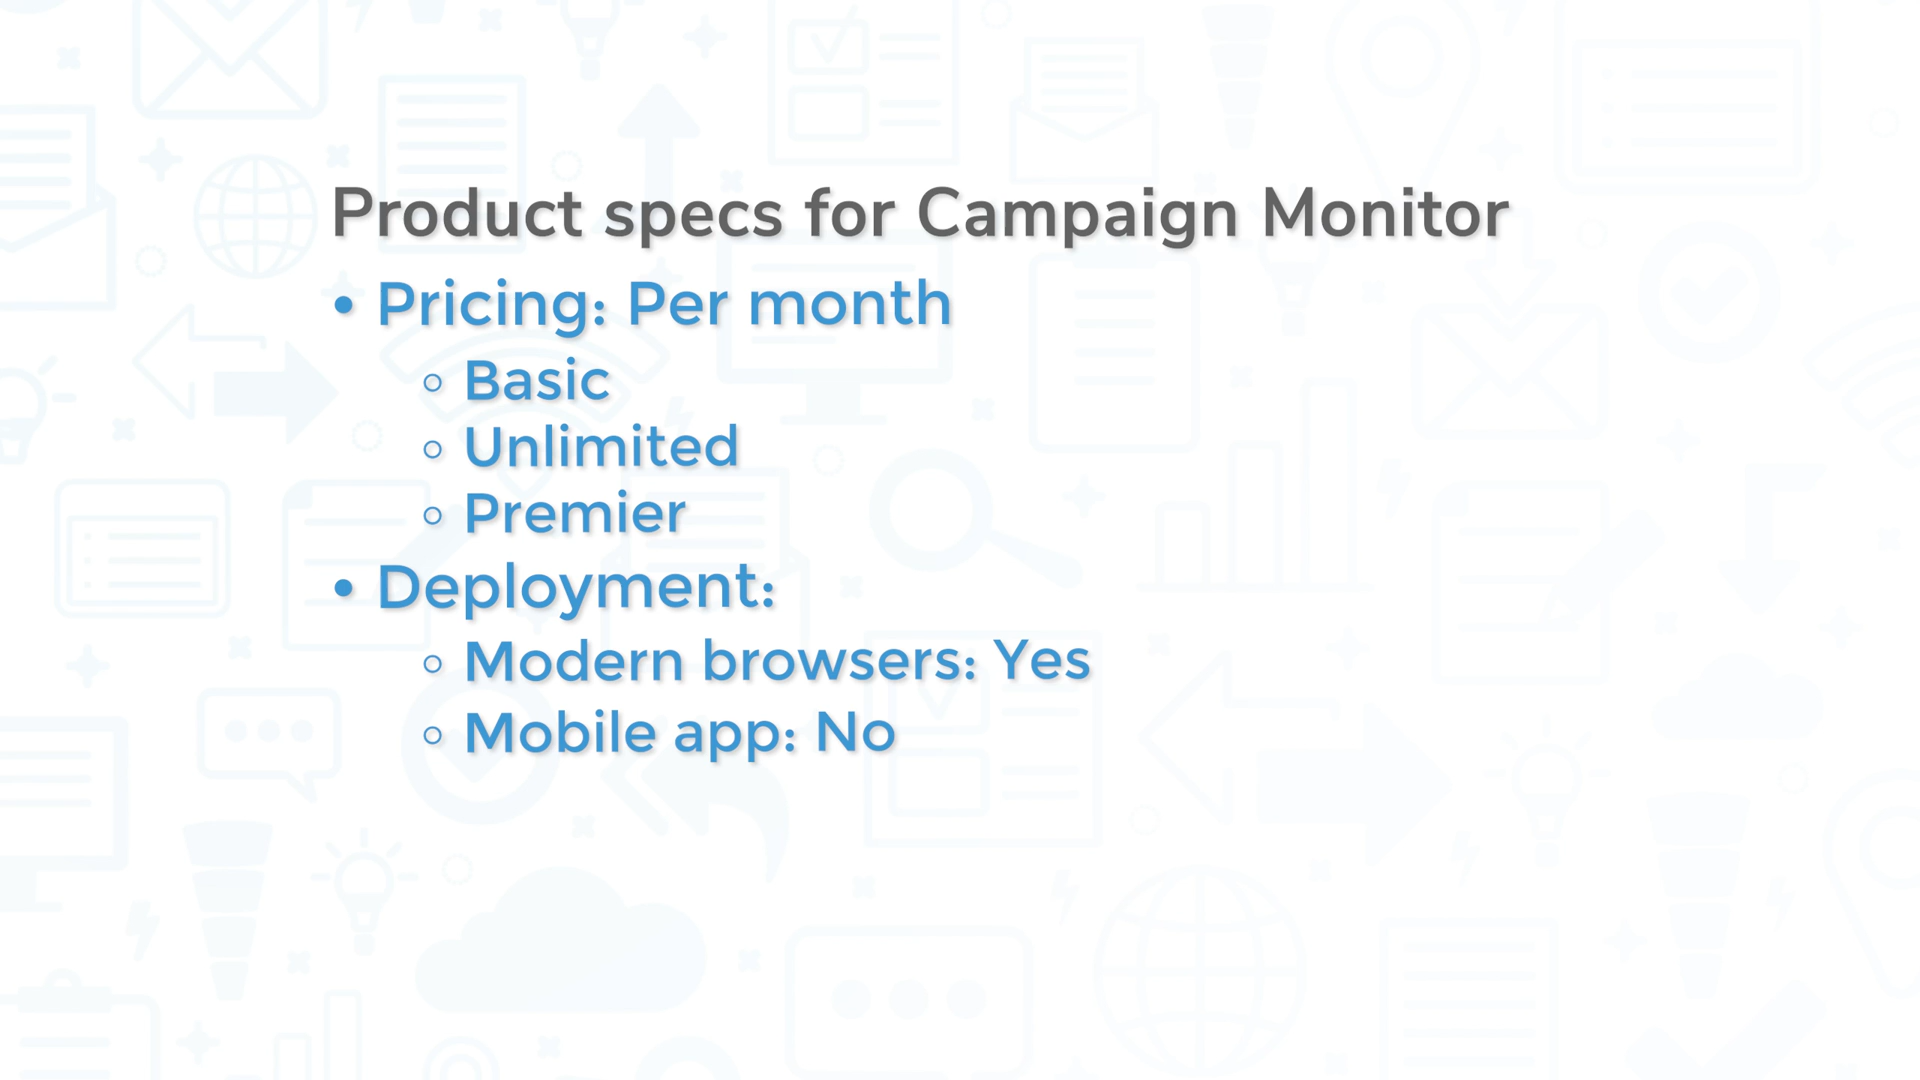 Product specs for Campaign Monitor
• Pricing: Per month
○ Basic
○ Unlimited
○ Premier
• Deployment:
○ Modern browsers: Yes
○ Mobile app: No